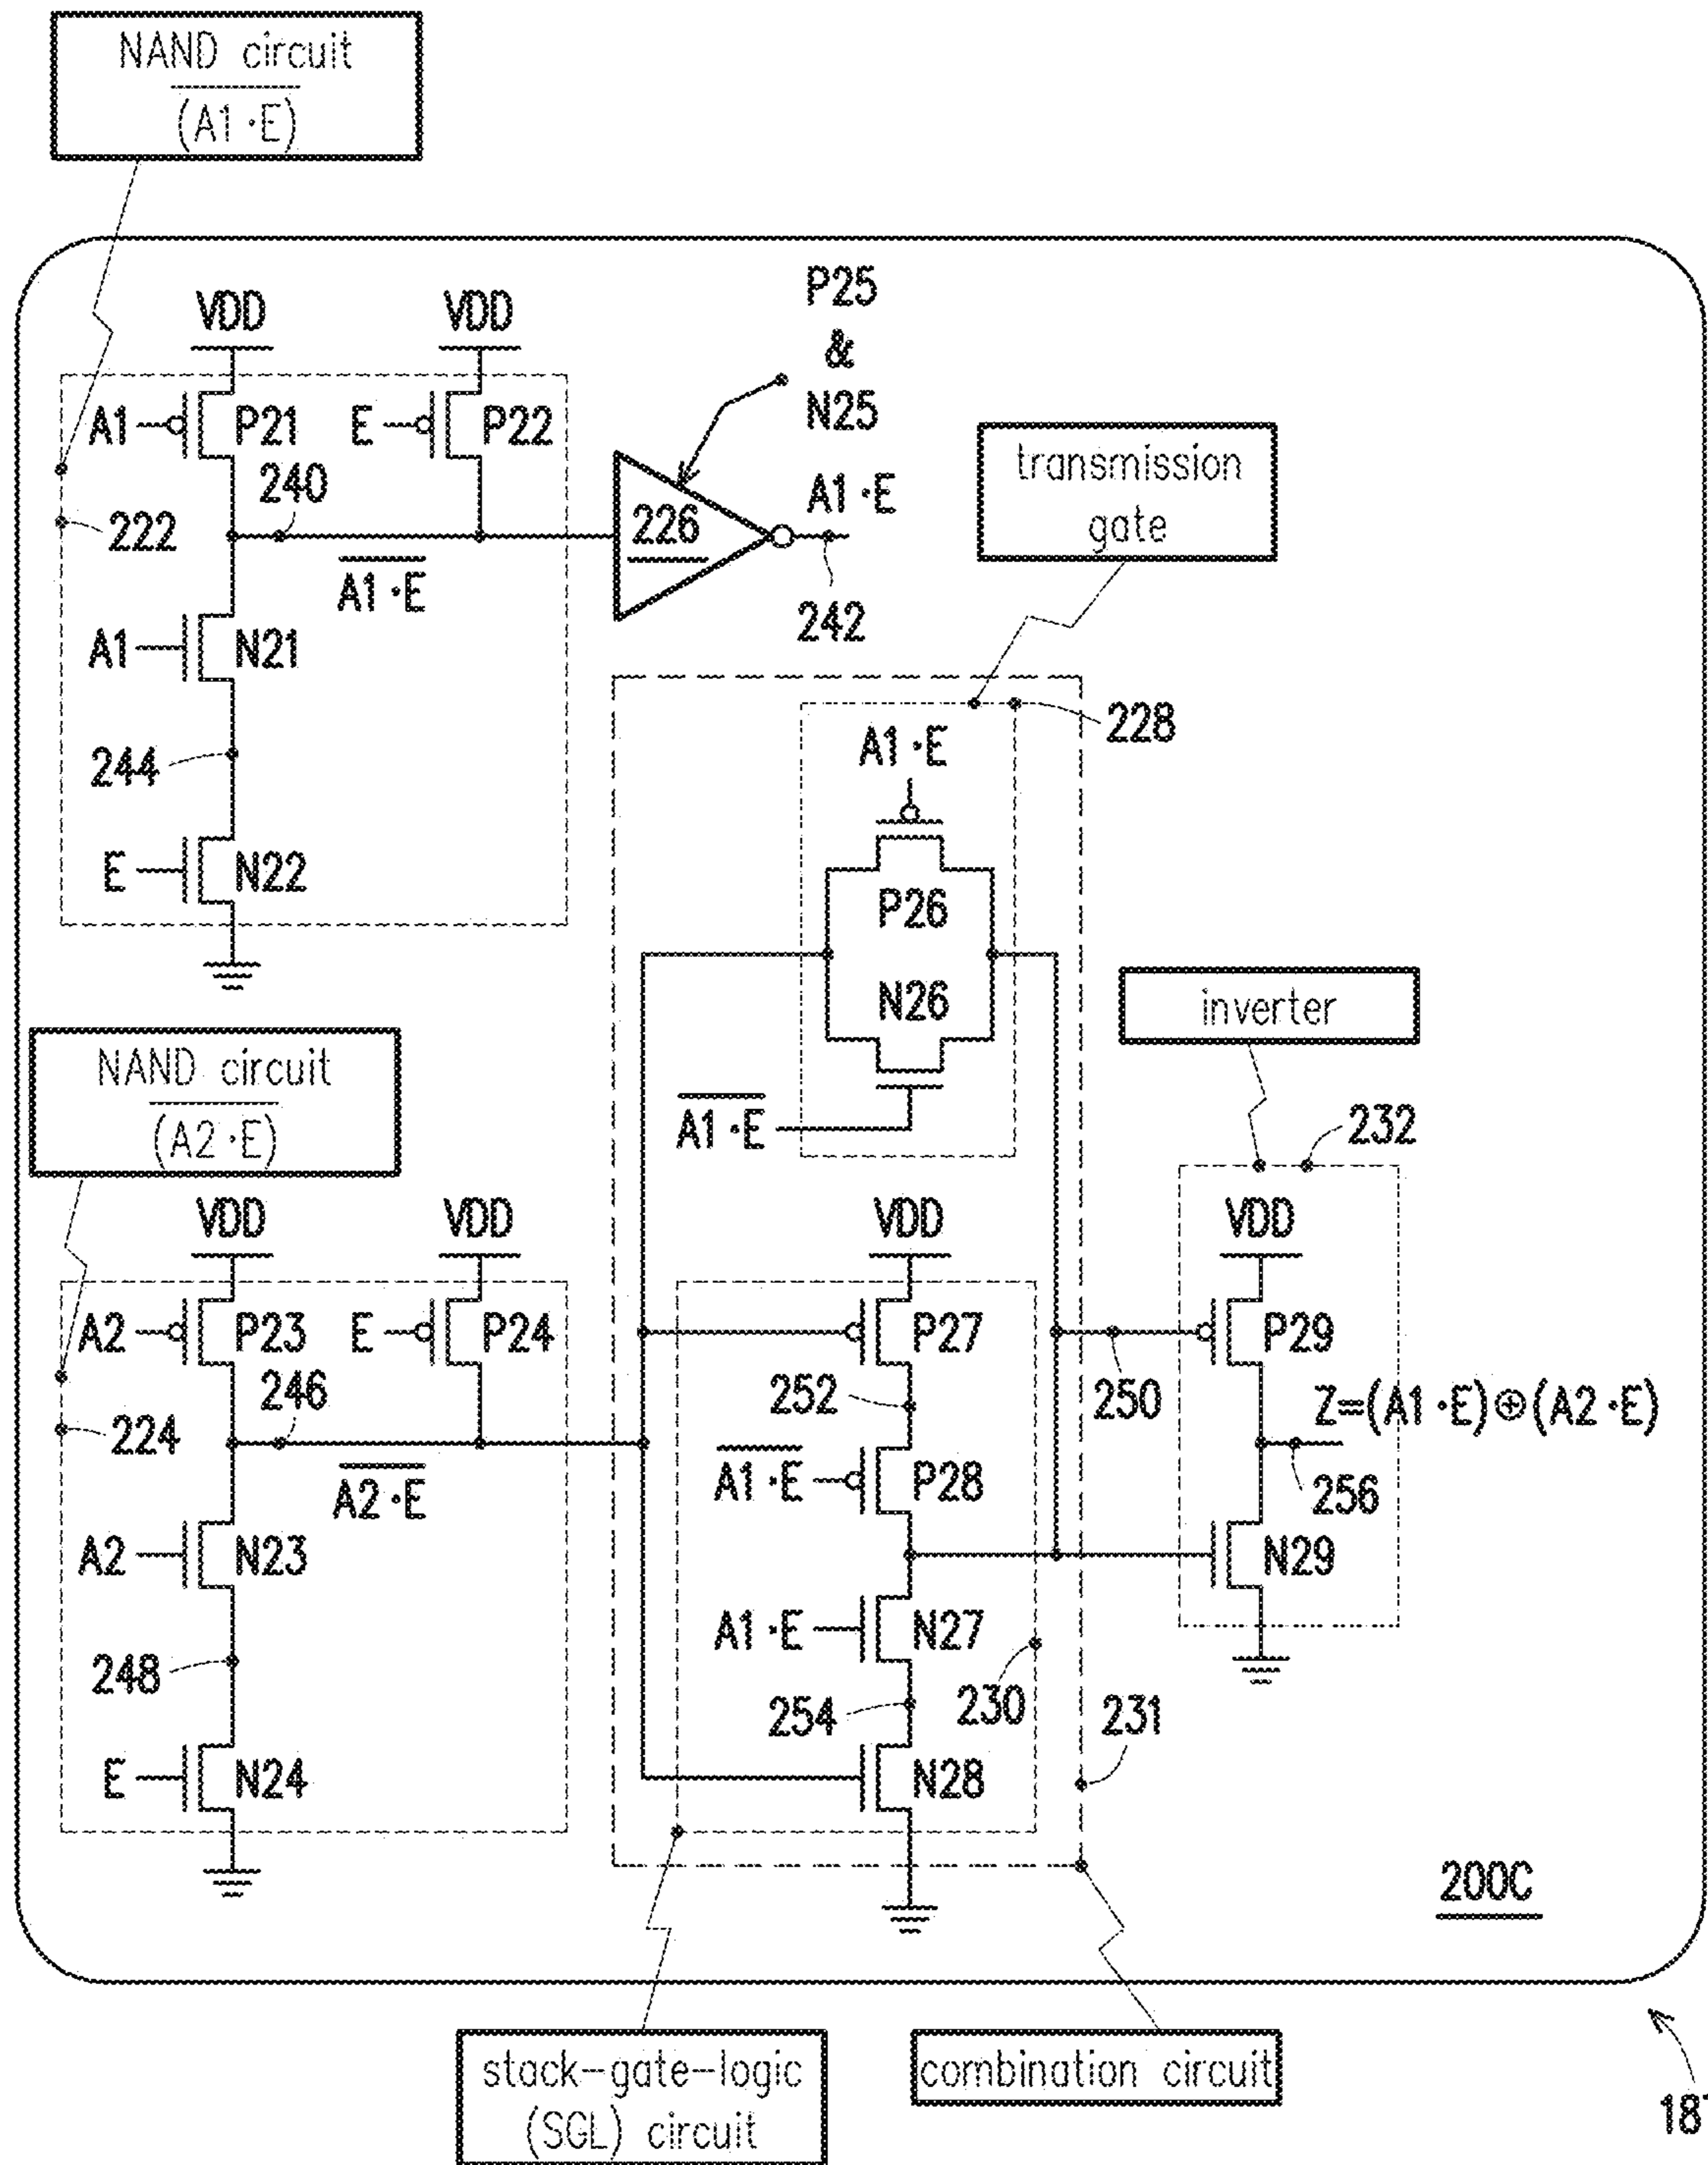 NAND circuit
(A1·E)
VDD
VDD
P25
&
N25
A1
P21
E
P22
transmission
gate
240
226
A1·E
222
A1·E
242
A1
N21
228
244
A1·E
E
N22
P26
N26
inverter
NAND circuit
(A2·E)
A1·E
232
VDD
VDD
VDD
VDD
A2
P23
E
P24
P27
P29
246
252
250
Z=(A1·E)⊕(A2·E)
224
A2·E
A1·E
P28
256
A2
N23
N29
A1·E
N27
248
254
230
231
E
N24
N28
200C
stack-gate-logic
(SGL) circuit
combination circuit